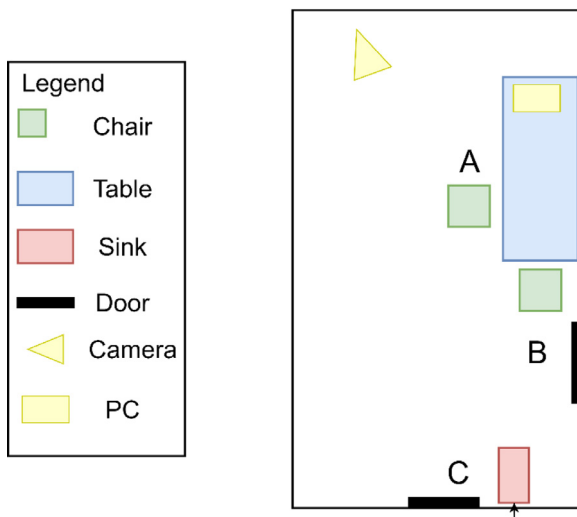 Legend
Chair
Table
Sink
Door
Camera
PC
A
B
C